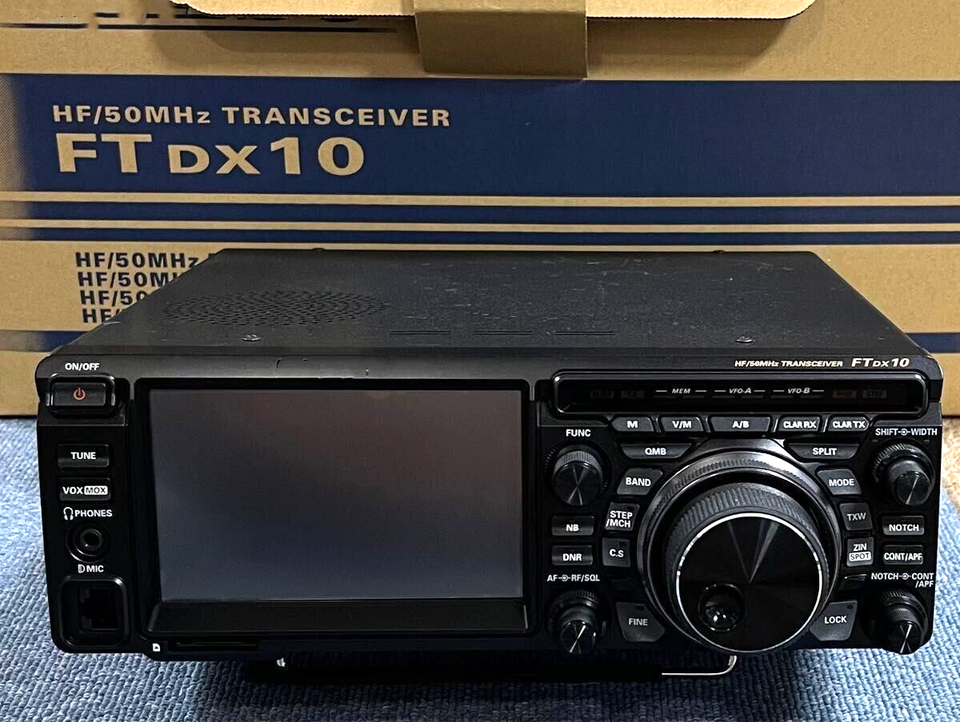 HF/50MHz TRANSCEIVER
FTDX10
HF/50MHz
HF/50MHz TRANSCEIVER FTDX10
ON/OFF
MEM VFO-A VFO-B
M V/M A/B CLAR RX CLAR TX
FUNC
SHIFT WIDTH
QMB SPLIT
TUNE
BAND MODE
VOX MOX
PHONES
STEP
/MCH
TXW
NB
NOTCH
C.S
ZIN
SPOT
DNR
CONT/APF
MIC
AF RF/SQL
NOTCH CONT
/APF
FINE LOCK